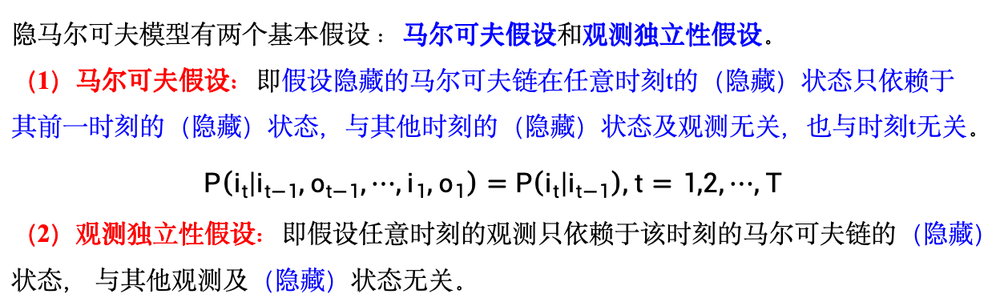 隐马尔可夫模型有两个基本假设：马尔可夫假设和观测独立性假设。
（1）马尔可夫假设：即假设隐藏的马尔可夫链在任意时刻t的（隐藏）状态只依赖于
其前一时刻的（隐藏）状态，与其他时刻的（隐藏）状态及观测无关，也与时刻t无关。
P(i_t|i_{t−1}, o_{t−1}, ⋯, i_1, o_1) = P(i_t|i_{t−1}), t = 1,2, ⋯, T
（2）观测独立性假设：即假设任意时刻的观测只依赖于该时刻的马尔可夫链的（隐藏）
状态， 与其他观测及（隐藏）状态无关。